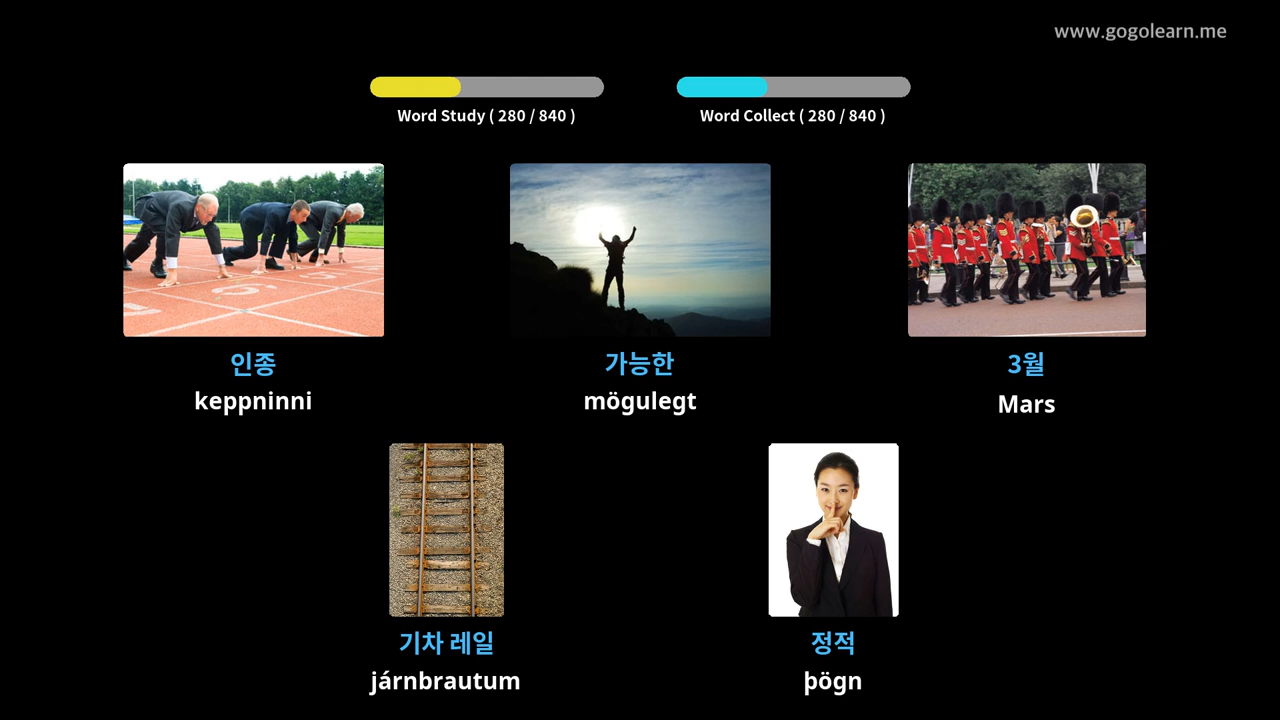 www.gogolearn.me
Word Study ( 280 / 840 )
Word Collect ( 280 / 840 )
인종
keppninni
가능한
mögulegt
3월
Mars
기차 레일
járnbrautum
정적
þögn